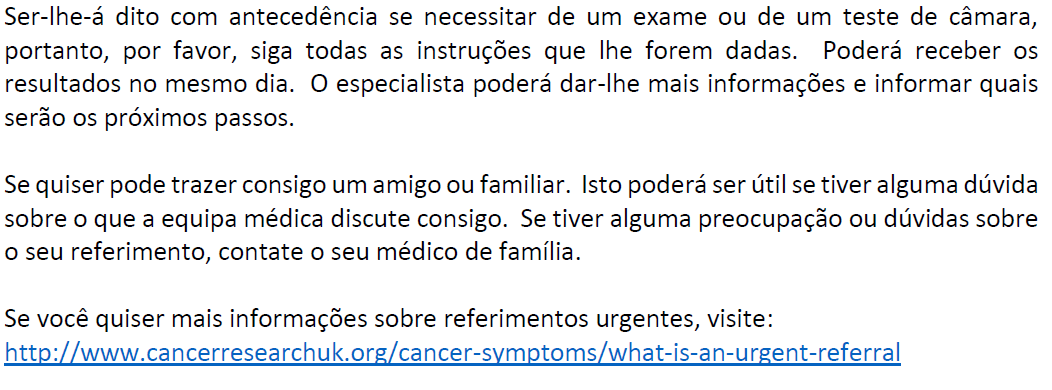 Ser-lhe-á dito com antecedência se necessitar de um exame ou de um teste de câmara,
portanto, por favor, siga todas as instruções que lhe forem dadas.  Poderá receber os
resultados no mesmo dia.  O especialista poderá dar-lhe mais informações e informar quais
serão os próximos passos.
Se quiser pode trazer consigo um amigo ou familiar.  Isto poderá ser útil se tiver alguma dúvida
sobre o que a equipa médica discute consigo.  Se tiver alguma preocupação ou dúvidas sobre
o seu referimento, contate o seu médico de família.
Se você quiser mais informações sobre referimentos urgentes, visite:
http://www.cancerresearchuk.org/cancer-symptoms/what-is-an-urgent-referral